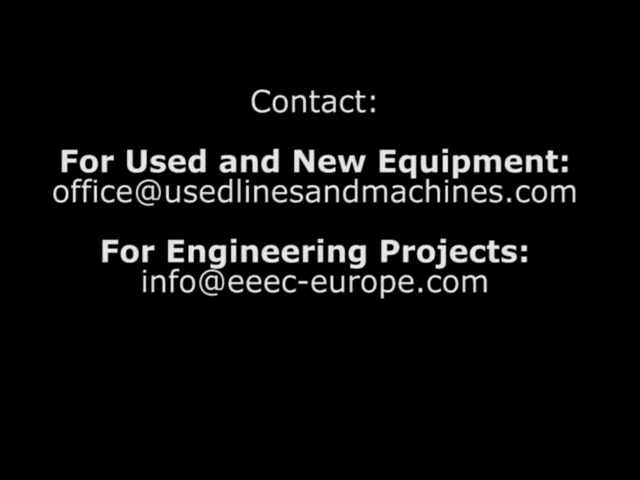 Contact:
For Used and New Equipment:
office@usedlinesandmachines.com
For Engineering Projects:
info@eeec-europe.com